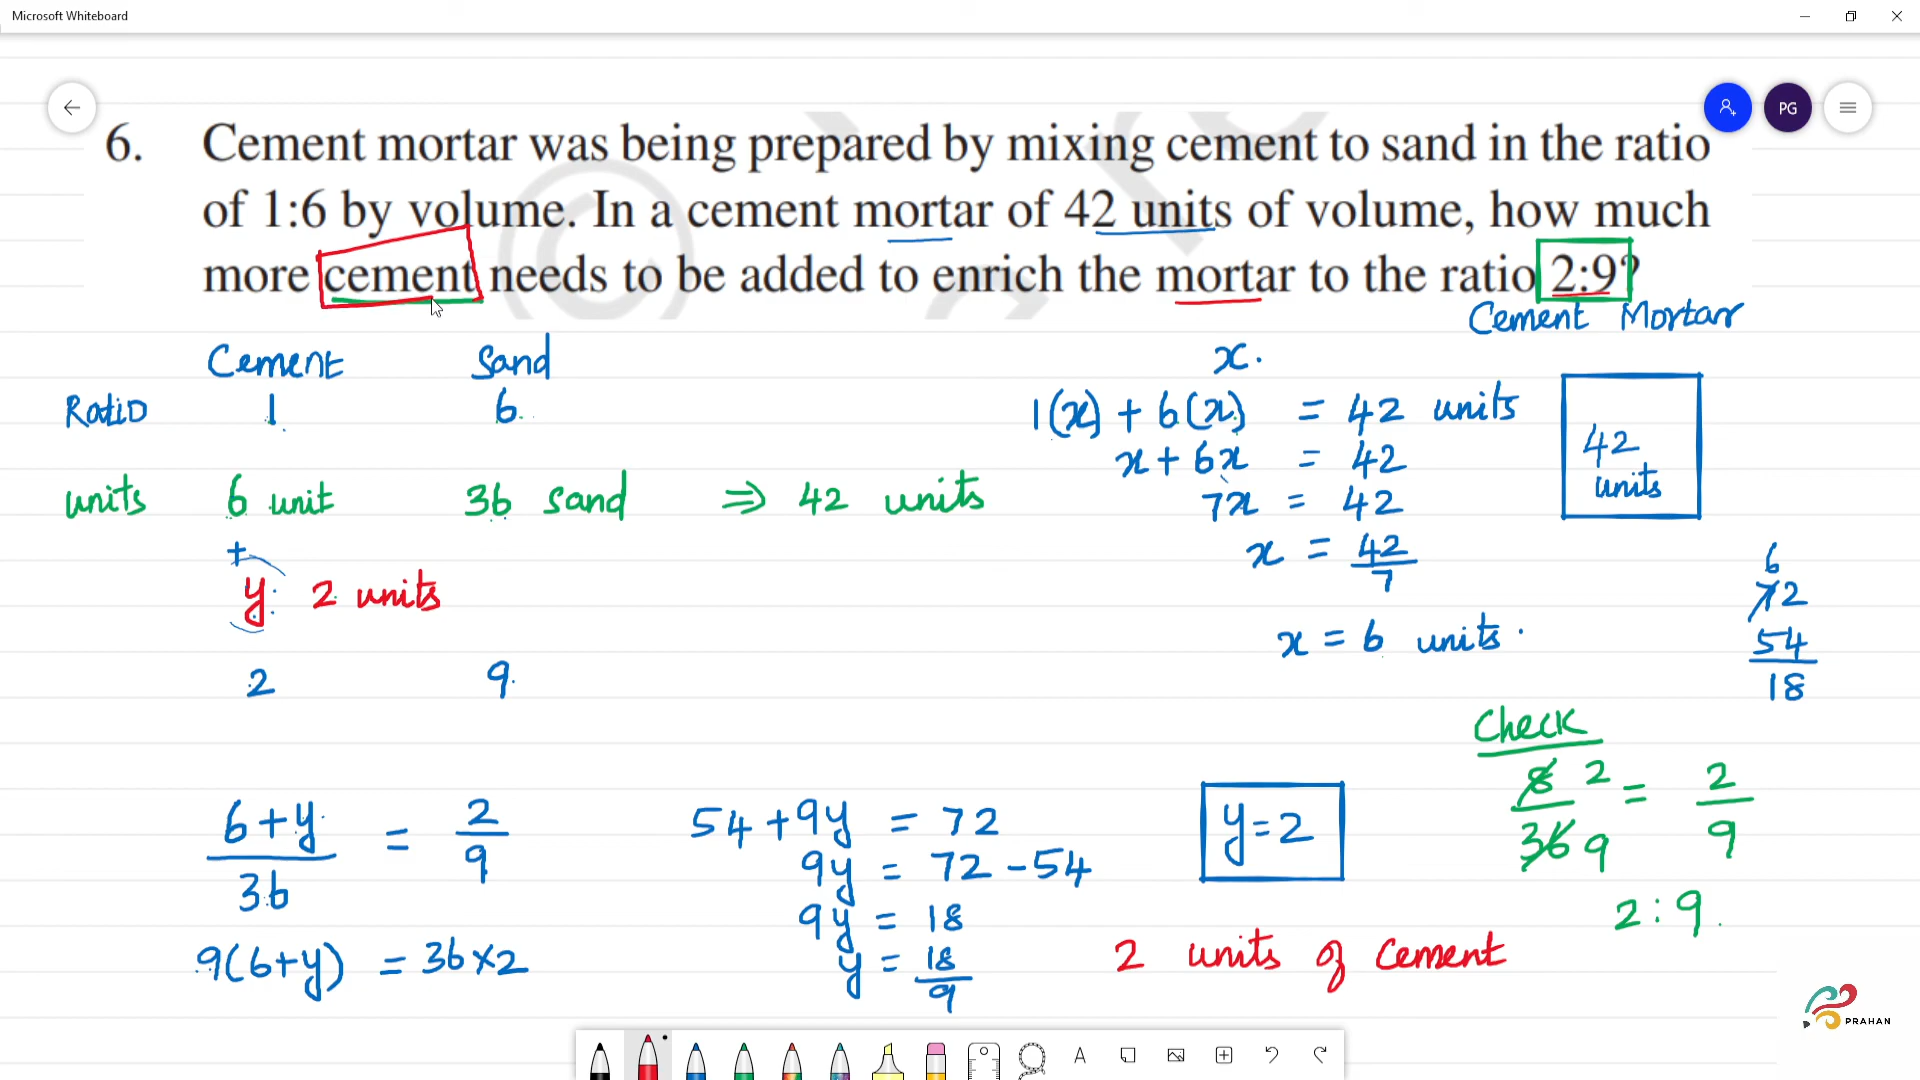 Microsoft Whiteboard
PG
6. Cement mortar was being prepared by mixing cement to sand in the ratio
of 1:6 by volume. In a cement mortar of 42 units of volume, how much
more cement needs to be added to enrich the mortar to the ratio 2:9?
Cement Mortar
Cement Sand
Ratio 1 6
units 6 unit 36 sand ⇒ 42 units
+
y 2 units
2 9
x.
1(x) + 6(x) = 42 units
x + 6x = 42
7x = 42
x = 42/7
x = 6 units.
42
units
6
72
54
18
6+y/36 = 2/9
9(6+y) = 36×2
54+9y = 72
9y = 72-54
9y = 18
y = 18/9
y=2
2 units of cement
Check
8 2/36 9 = 2/9
2:9.
PRAHAN
A